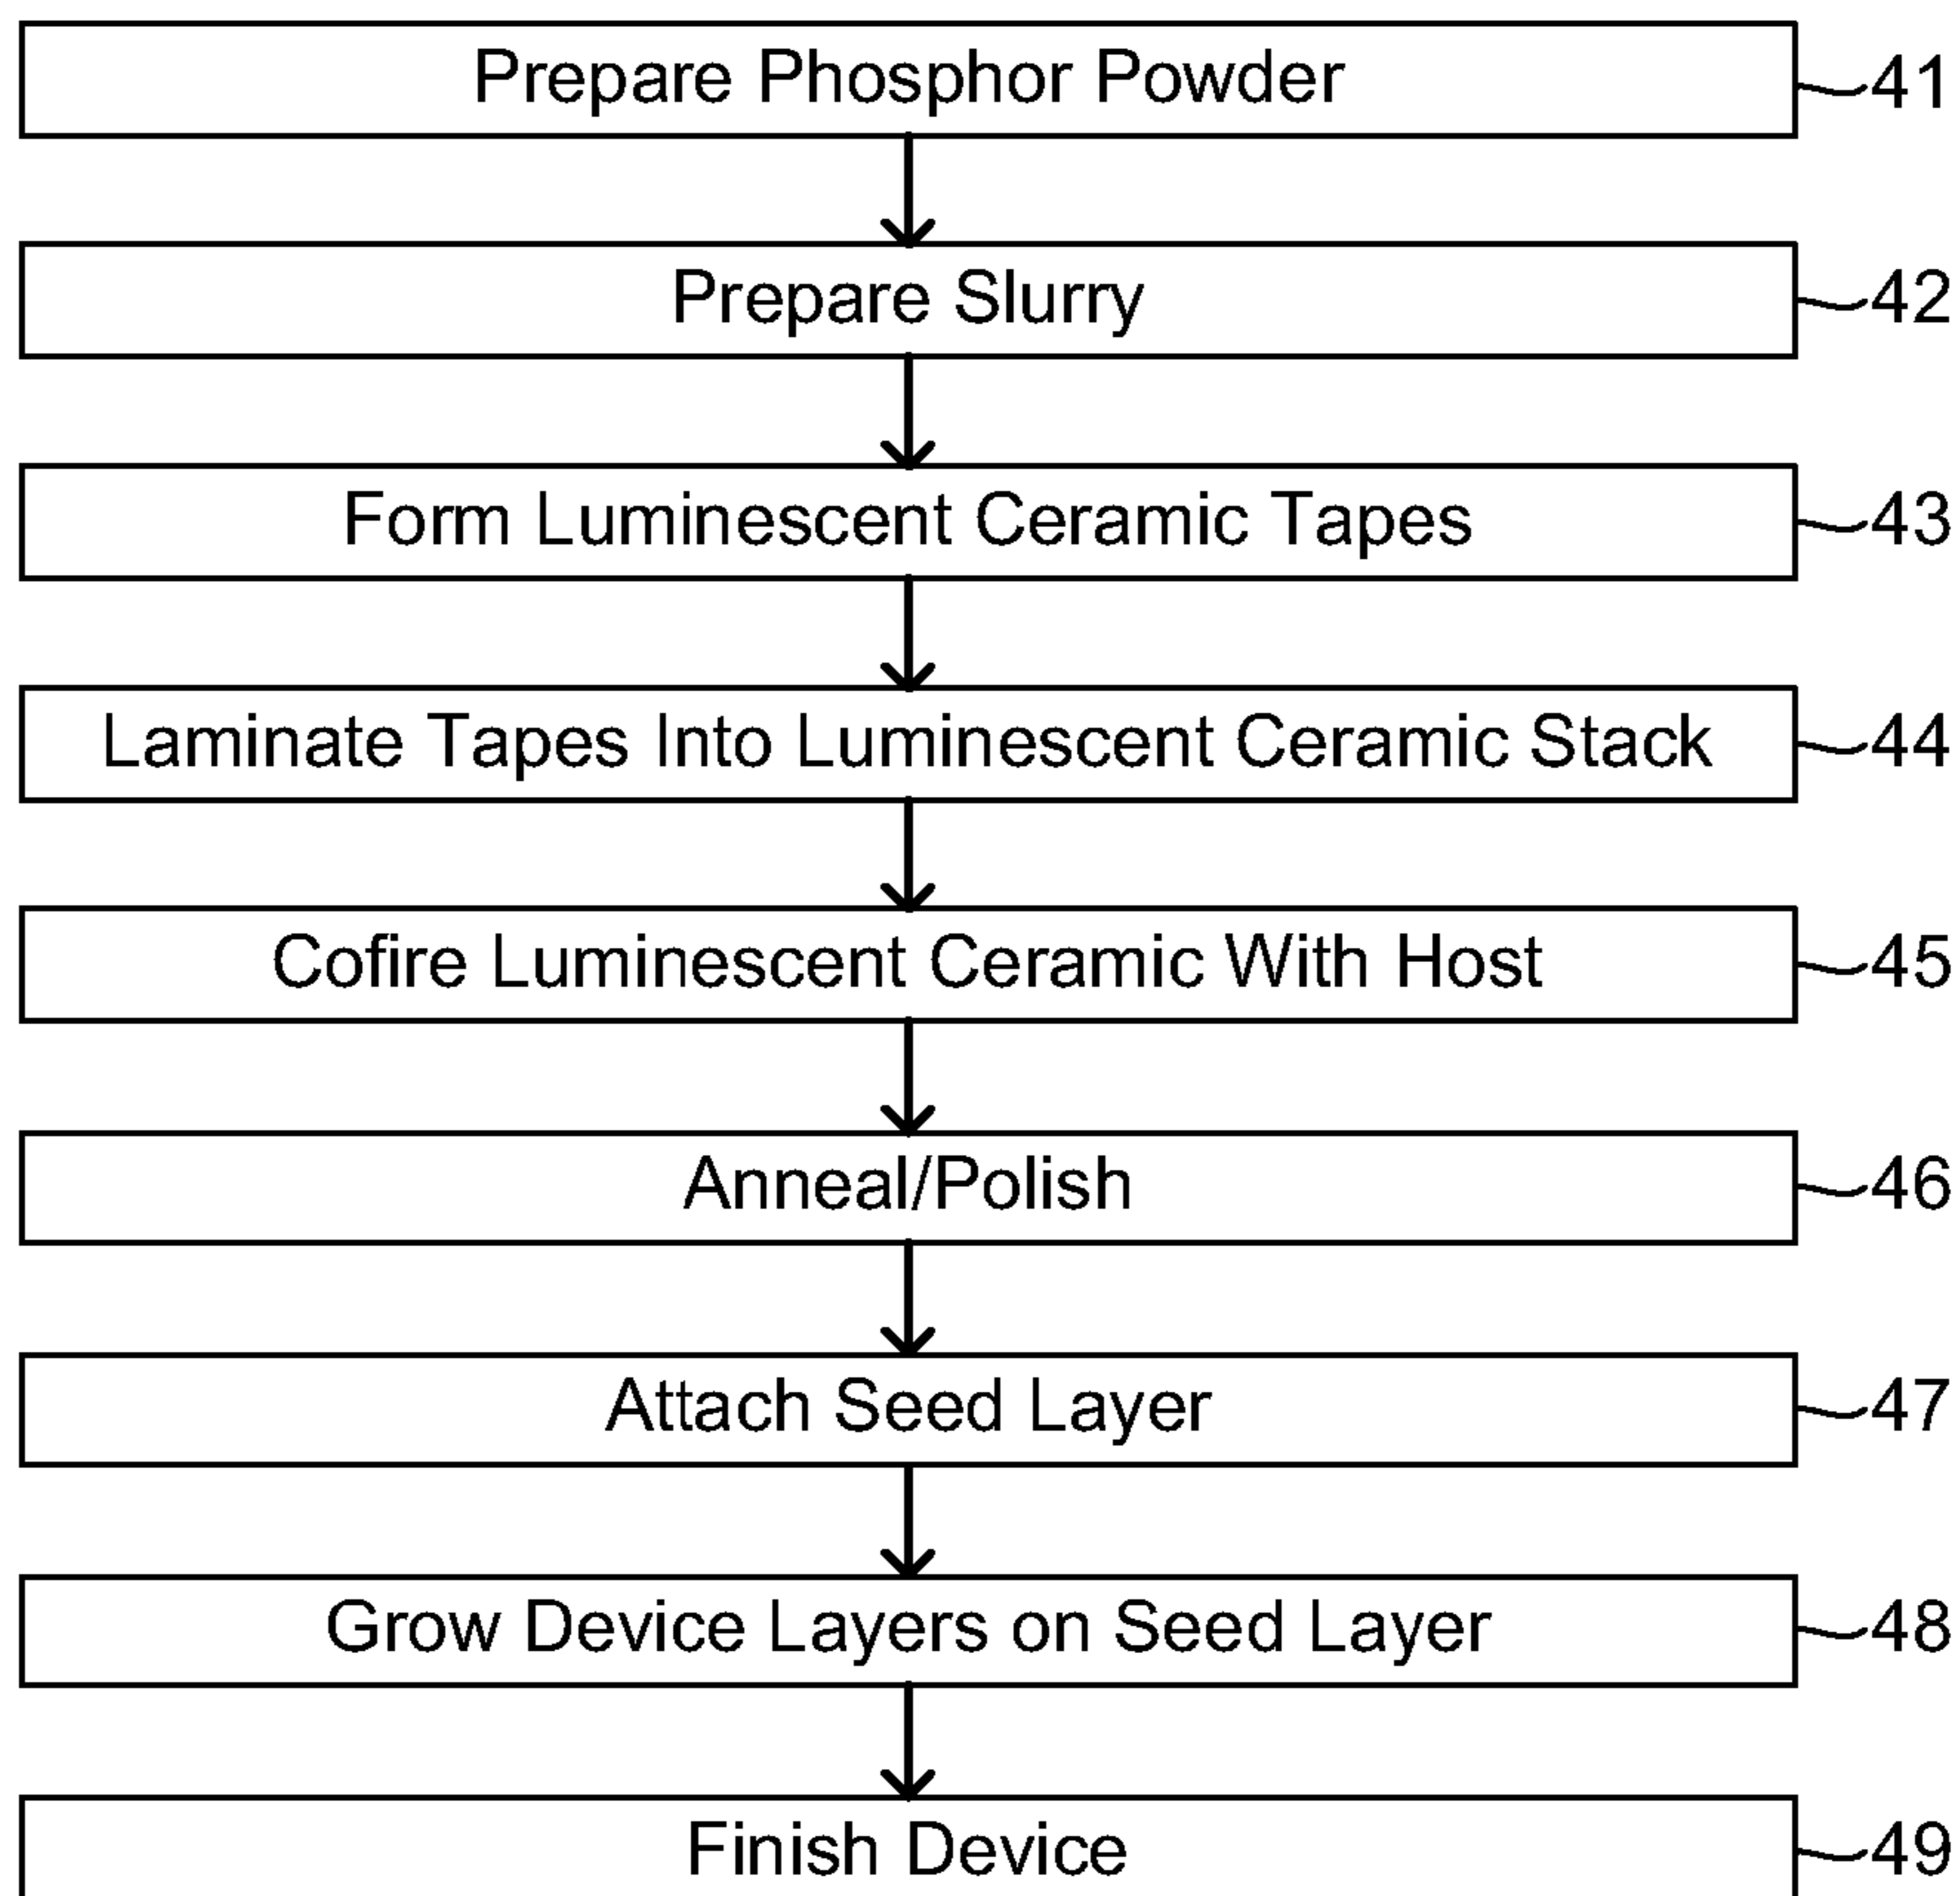 Prepare Phosphor Powder 41
Prepare Slurry 42
Form Luminescent Ceramic Tapes 43
Laminate Tapes Into Luminescent Ceramic Stack 44
Cofire Luminescent Ceramic With Host 45
Anneal/Polish 46
Attach Seed Layer 47
Grow Device Layers on Seed Layer 48
Finish Device 49